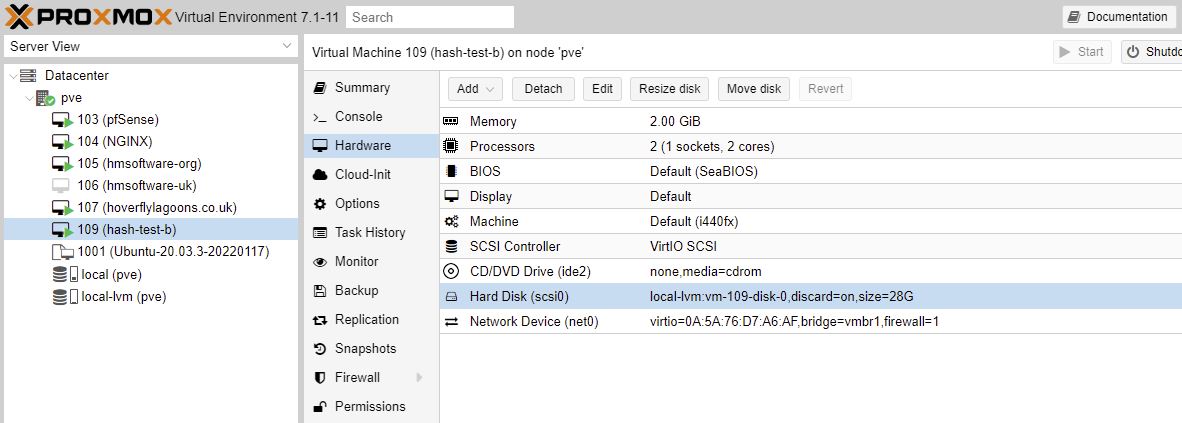 PROXMOX Virtual Environment 7.1-11 Search Documentation
Server View
Virtual Machine 109 (hash-test-b) on node 'pve' Start Shutdo
Datacenter
pve
103 (pfSense)
104 (NGINX)
105 (hmsoftware-org)
106 (hmsoftware-uk)
107 (hoverflylagoons.co.uk)
109 (hash-test-b)
1001 (Ubuntu-20.03.3-20220117)
local (pve)
local-lvm (pve)
Summary
Console
Hardware
Cloud-Init
Options
Task History
Monitor
Backup
Replication
Snapshots
Firewall
Permissions
Add Detach Edit Resize disk Move disk Revert
Memory 2.00 GiB
Processors 2 (1 sockets, 2 cores)
BIOS Default (SeaBIOS)
Display Default
Machine Default (i440fx)
SCSI Controller VirtIO SCSI
CD/DVD Drive (ide2) none,media=cdrom
Hard Disk (scsi0) local-lvm:vm-109-disk-0,discard=on,size=28G
Network Device (net0) virtio=0A:5A:76:D7:A6:AF,bridge=vmbr1,firewall=1